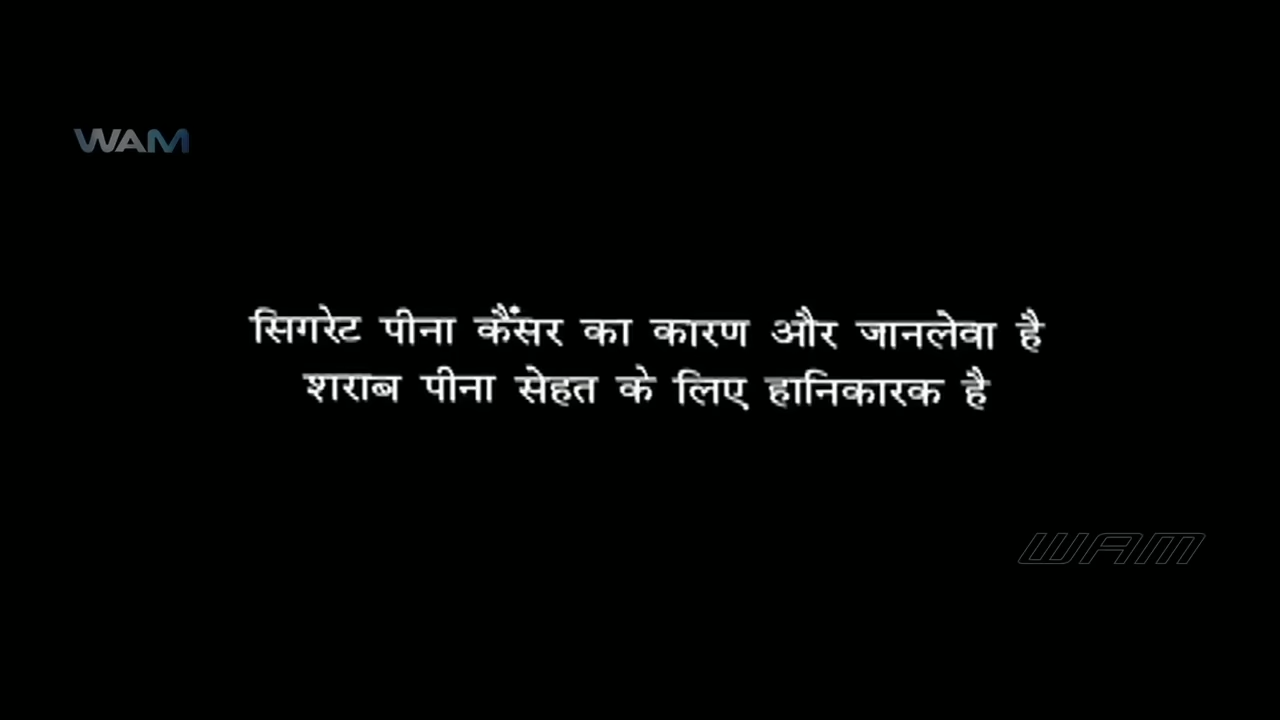 WAM
सिगरेट पीना कैंसर का कारण और जानलेवा है
शराब पीना सेहत के लिए हानिकारक है
WAM